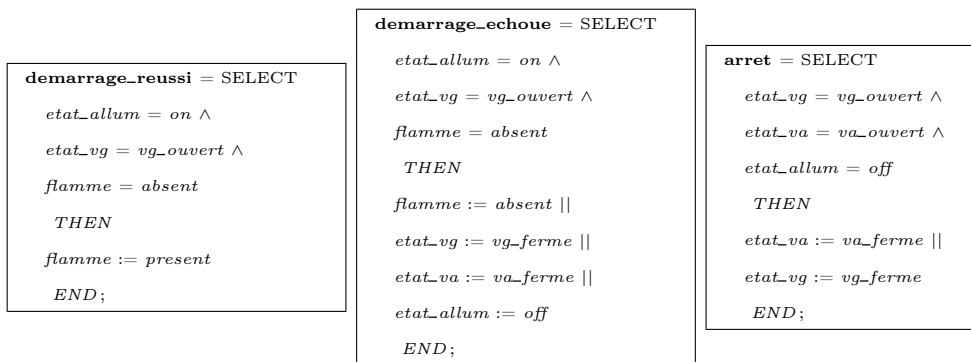 demarrage_reussi = SELECT
etat_allum = on ∧
etat_vg = vg_ouvert ∧
flamme = absent
THEN
flamme := present
END;
demarrage_echoue = SELECT
etat_allum = on ∧
etat_vg = vg_ouvert ∧
flamme = absent
THEN
flamme := absent ||
etat_vg := vg_ferme ||
etat_va := va_ferme ||
etat_allum := off
END;
arret = SELECT
etat_vg = vg_ouvert ∧
etat_va = va_ouvert ∧
etat_allum = off
THEN
etat_va := va_ferme ||
etat_vg := vg_ferme
END;